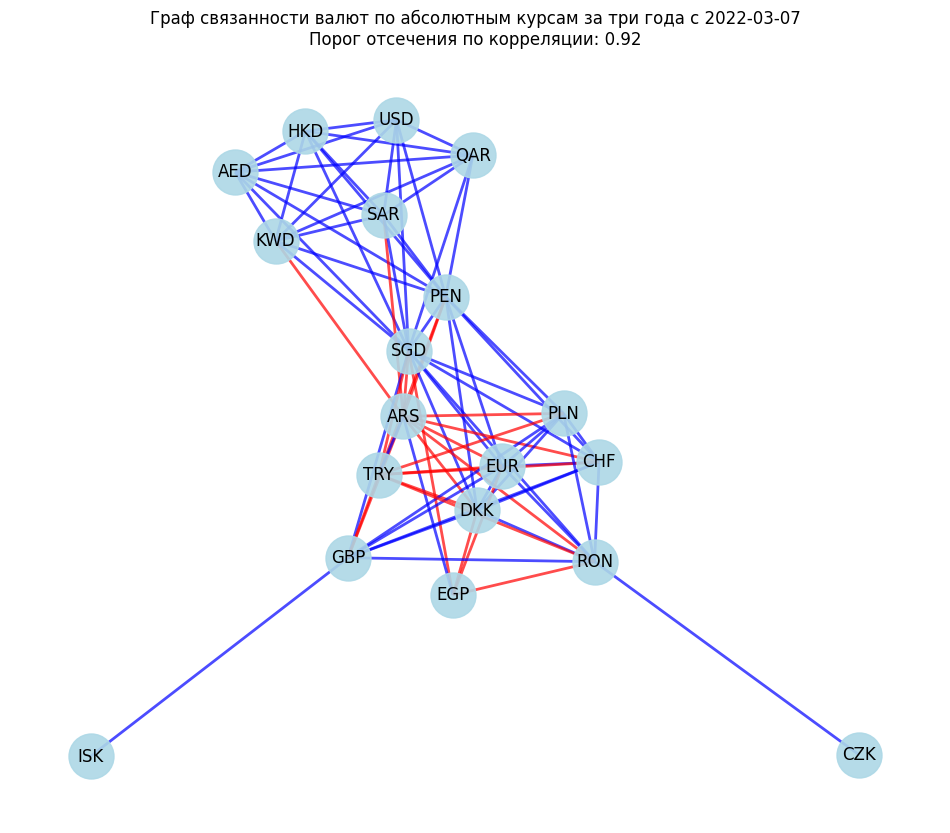 Граф связанности валют по абсолютным курсам за три года с 2022-03-07
Порог отсечения по корреляции: 0.92
USD
HKD
QAR
AED
SAR
KWD
PEN
SGD
PLN
ARS
CHF
EUR
TRY
DKK
GBP
RON
EGP
ISK
CZK